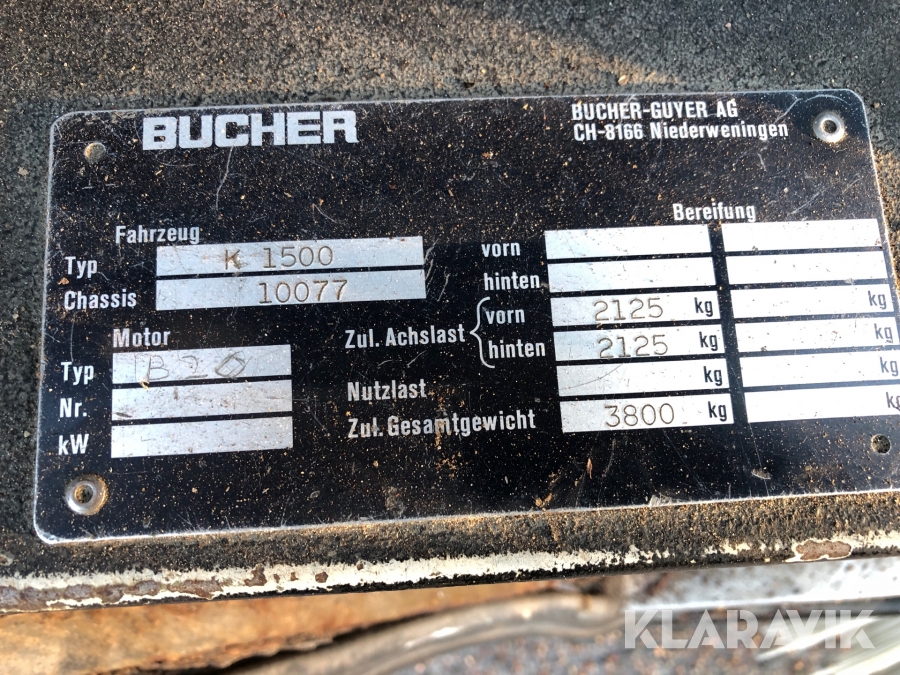 BUCHER
BUCHER-GUYER AG
CH-8166 Niederweningen
Fahrzeug
Typ K 1500
Chassis 10077
Motor
Typ B20
Nr.
kW
Bereifung
vorn
hinten
Zul. Achslast { vorn 2125 kg kg
hinten 2125 kg kg
Nutzlast kg kg
Zul. Gesamtgewicht 3800 kg kg
KLARAVIK